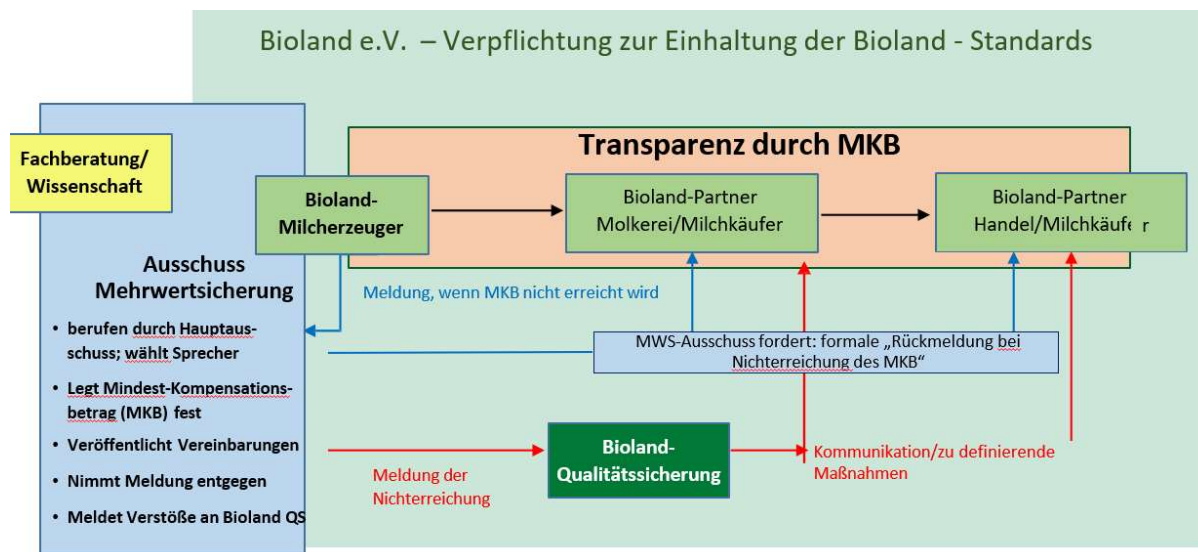 Bioland e.V. – Verpflichtung zur Einhaltung der Bioland - Standards
Fachberatung/
Wissenschaft
Transparenz durch MKB
Bioland-
Milcherzeuger
Bioland-Partner
Molkerei/Milchkäufer
Bioland-Partner
Handel/Milchkäufer
Ausschuss
Mehrwertsicherung
• berufen durch Hauptaus-
schuss; wählt Sprecher
• Legt Mindest-Kompensations-
betrag (MKB) fest
• Veröffentlicht Vereinbarungen
• Nimmt Meldung entgegen
• Meldet Verstöße an Bioland QS
Meldung, wenn MKB nicht erreicht wird
MWS-Ausschuss fordert: formale „Rückmeldung bei
Nichterreichung des MKB“
Meldung der
Nichterreichung
Bioland-
Qualitätssicherung
Kommunikation/zu definierende
Maßnahmen